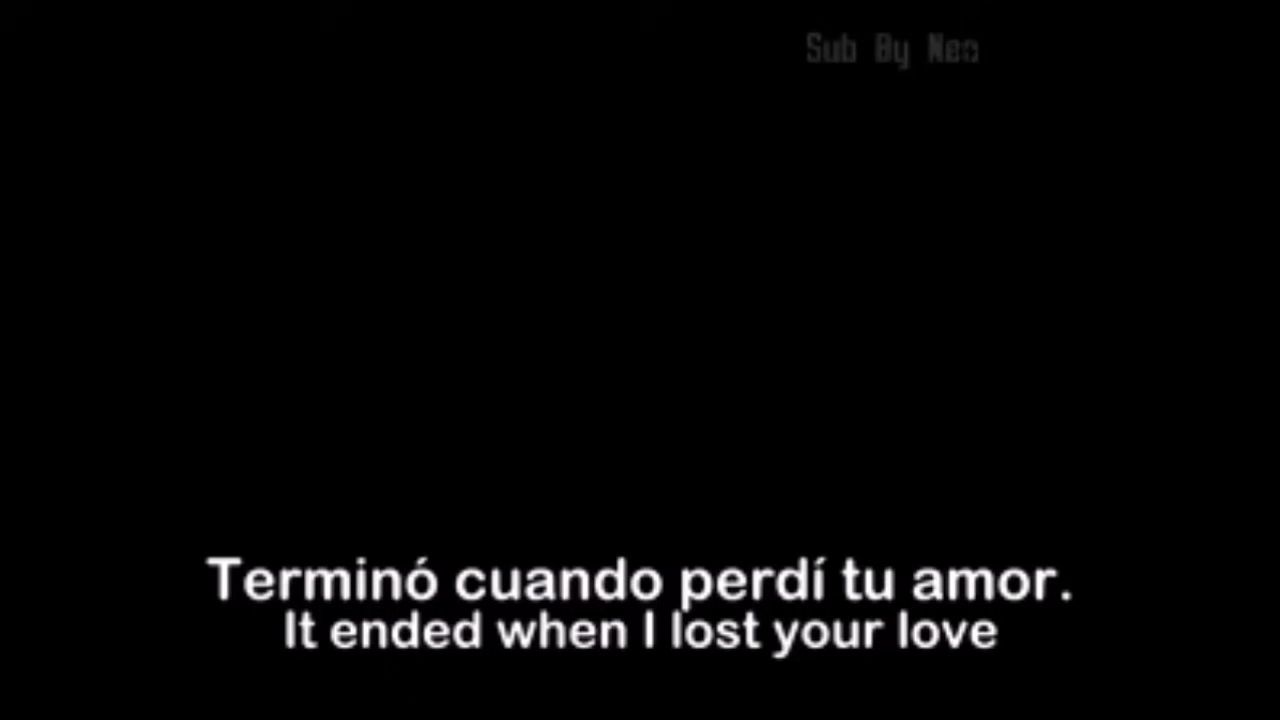 Sub By Neo
Terminó cuando perdí tu amor.
It ended when I lost your love